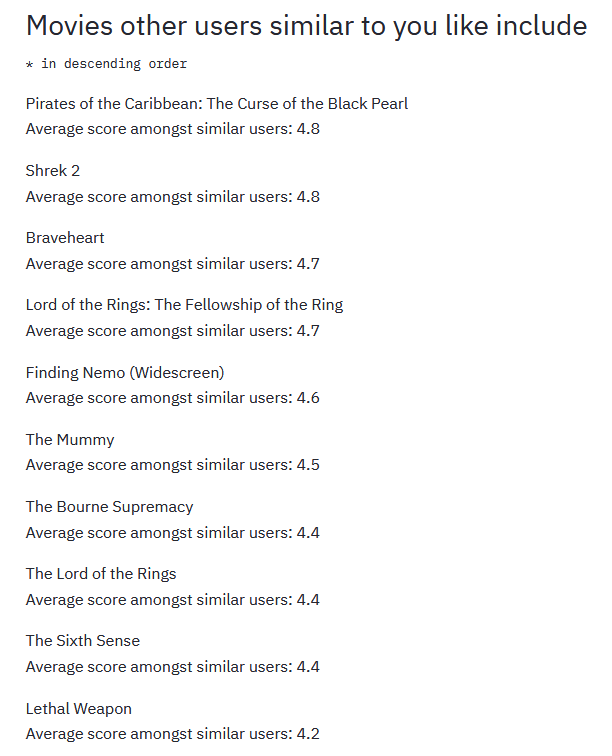 Movies other users similar to you like include
* in descending order
Pirates of the Caribbean: The Curse of the Black Pearl
Average score amongst similar users: 4.8
Shrek 2
Average score amongst similar users: 4.8
Braveheart
Average score amongst similar users: 4.7
Lord of the Rings: The Fellowship of the Ring
Average score amongst similar users: 4.7
Finding Nemo (Widescreen)
Average score amongst similar users: 4.6
The Mummy
Average score amongst similar users: 4.5
The Bourne Supremacy
Average score amongst similar users: 4.4
The Lord of the Rings
Average score amongst similar users: 4.4
The Sixth Sense
Average score amongst similar users: 4.4
Lethal Weapon
Average score amongst similar users: 4.2